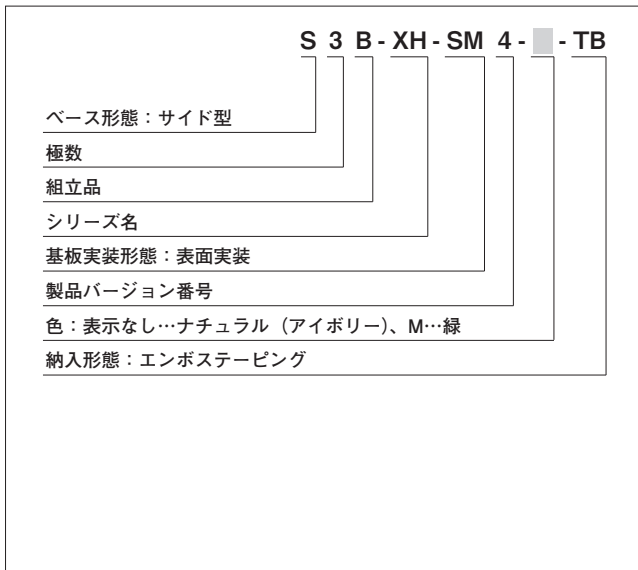 S 3 B - XH - SM 4 - - TB
ベース形態：サイド型
極数
組立品
シリーズ名
基板実装形態：表面実装
製品バージョン番号
色：表示なし…ナチュラル（アイボリー）、M…緑
納入形態：エンボステーピング